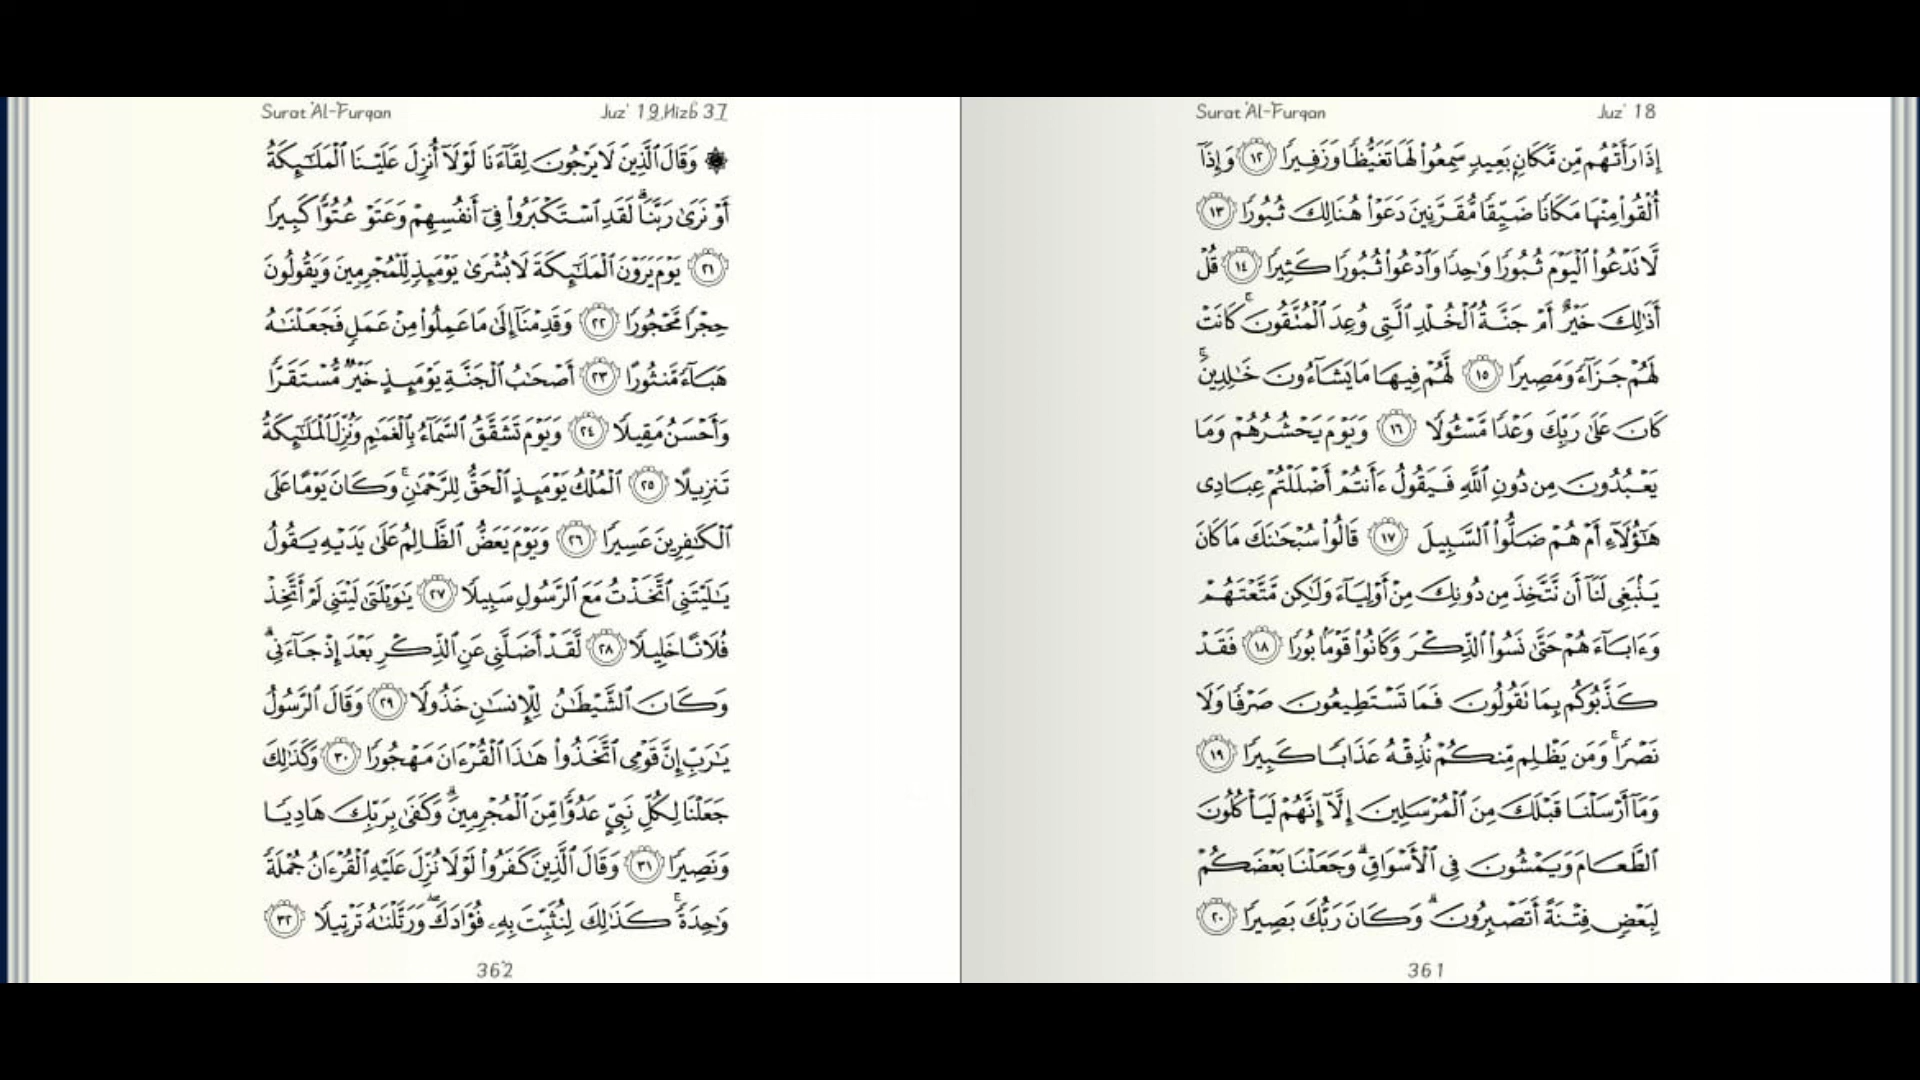 Surat Al-Furqan Juz' 18
إِذَا رَأَتْهُم مِّن مَّكَانٍۭ بَعِيدٍ سَمِعُوا۟ لَهَا تَغَيُّظًا وَزَفِيرًا ١٢ وَإِذَآ
أُلْقُوا۟ مِنْهَا مَكَانًا ضَيِّقًا مُّقَرَّنِينَ دَعَوْا۟ هُنَالِكَ ثُبُورًا ١٣
لَّا تَدْعُوا۟ ٱلْيَوْمَ ثُبُورًا وَٰحِدًا وَٱدْعُوا۟ ثُبُورًا كَثِيرًا ١٤ قُلْ
أَذَٰلِكَ خَيْرٌ أَمْ جَنَّةُ ٱلْخُلْدِ ٱلَّتِى وُعِدَ ٱلْمُتَّقُونَ ۚ كَانَتْ
لَهُمْ جَزَآءً وَمَصِيرًا ١٥ لَّهُمْ فِيهَا مَا يَشَآءُونَ خَٰلِدِينَ ۚ
كَانَ عَلَىٰ رَبِّكَ وَعْدًا مَّسْـُٔولًا ١٦ وَيَوْمَ يَحْشُرُهُمْ وَمَا
يَعْبُدُونَ مِن دُونِ ٱللَّهِ فَيَقُولُ ءَأَنتُمْ أَضْلَلْتُمْ عِبَادِى
هَٰٓؤُلَآءِ أَمْ هُمْ ضَلُّوا۟ ٱلسَّبِيلَ ١٧ قَالُوا۟ سُبْحَٰنَكَ مَا كَانَ
يَنۢبَغِى لَنَآ أَن نَّتَّخِذَ مِن دُونِكَ مِنْ أَوْلِيَآءَ وَلَٰكِن مَّتَّعْتَهُمْ
وَءَابَآءَهُمْ حَتَّىٰ نَسُوا۟ ٱلذِّكْرَ وَكَانُوا۟ قَوْمًۢا بُورًا ١٨ فَقَدْ
كَذَّبُوكُم بِمَا تَقُولُونَ فَمَا تَسْتَطِيعُونَ صَرْفًا وَلَا
نَصْرًا ۚ وَمَن يَظْلِم مِّنكُمْ نُذِقْهُ عَذَابًا كَبِيرًا ١٩
وَمَآ أَرْسَلْنَا قَبْلَكَ مِنَ ٱلْمُرْسَلِينَ إِلَّآ إِنَّهُمْ لَيَأْكُلُونَ
ٱلطَّعَامَ وَيَمْشُونَ فِى ٱلْأَسْوَاقِ ۗ وَجَعَلْنَا بَعْضَكُمْ
لِبَعْضٍ فِتْنَةً أَتَصْبِرُونَ ۗ وَكَانَ رَبُّكَ بَصِيرًا ٢٠
361
Surat Al-Furqan Juz' 19, Hizb 37
۞ وَقَالَ ٱلَّذِينَ لَا يَرْجُونَ لِقَآءَنَا لَوْلَآ أُنزِلَ عَلَيْنَا ٱلْمَلَٰٓئِكَةُ
أَوْ نَرَىٰ رَبَّنَا ۗ لَقَدِ ٱسْتَكْبَرُوا۟ فِىٓ أَنفُسِهِمْ وَعَتَوْ عُتُوًّا كَبِيرًا
٢١ يَوْمَ يَرَوْنَ ٱلْمَلَٰٓئِكَةَ لَا بُشْرَىٰ يَوْمَئِذٍ لِّلْمُجْرِمِينَ وَيَقُولُونَ
حِجْرًا مَّحْجُورًا ٢٢ وَقَدِمْنَآ إِلَىٰ مَا عَمِلُوا۟ مِنْ عَمَلٍ فَجَعَلْنَٰهُ
هَبَآءً مَّنثُورًا ٢٣ أَصْحَٰبُ ٱلْجَنَّةِ يَوْمَئِذٍ خَيْرٌ مُّسْتَقَرًّا
وَأَحْسَنُ مَقِيلًا ٢٤ وَيَوْمَ تَشَقَّقُ ٱلسَّمَآءُ بِٱلْغَمَٰمِ وَنُزِّلَ ٱلْمَلَٰٓئِكَةُ
تَنزِيلًا ٢٥ ٱلْمُلْكُ يَوْمَئِذٍ ٱلْحَقُّ لِلرَّحْمَٰنِ ۚ وَكَانَ يَوْمًا عَلَى
ٱلْكَٰفِرِينَ عَسِيرًا ٢٦ وَيَوْمَ يَعَضُّ ٱلظَّالِمُ عَلَىٰ يَدَيْهِ يَقُولُ
يَٰلَيْتَنِى ٱتَّخَذْتُ مَعَ ٱلرَّسُولِ سَبِيلًا ٢٧ يَٰوَيْلَتَىٰ لَيْتَنِى لَمْ أَتَّخِذْ
فُلَانًا خَلِيلًا ٢٨ لَّقَدْ أَضَلَّنِى عَنِ ٱلذِّكْرِ بَعْدَ إِذْ جَآءَنِى ۗ
وَكَانَ ٱلشَّيْطَٰنُ لِلْإِنسَٰنِ خَذُولًا ٢٩ وَقَالَ ٱلرَّسُولُ
يَٰرَبِّ إِنَّ قَوْمِى ٱتَّخَذُوا۟ هَٰذَا ٱلْقُرْءَانَ مَهْجُورًا ٣٠ وَكَذَٰلِكَ
جَعَلْنَا لِكُلِّ نَبِىٍّ عَدُوًّا مِّنَ ٱلْمُجْرِمِينَ ۗ وَكَفَىٰ بِرَبِّكَ هَادِيًا
وَنَصِيرًا ٣١ وَقَالَ ٱلَّذِينَ كَفَرُوا۟ لَوْلَا نُزِّلَ عَلَيْهِ ٱلْقُرْءَانُ جُمْلَةً
وَٰحِدَةً ۚ كَذَٰلِكَ لِنُثَبِّتَ بِهِۦ فُؤَادَكَ ۖ وَرَتَّلْنَٰهُ تَرْتِيلًا ٣٢
362